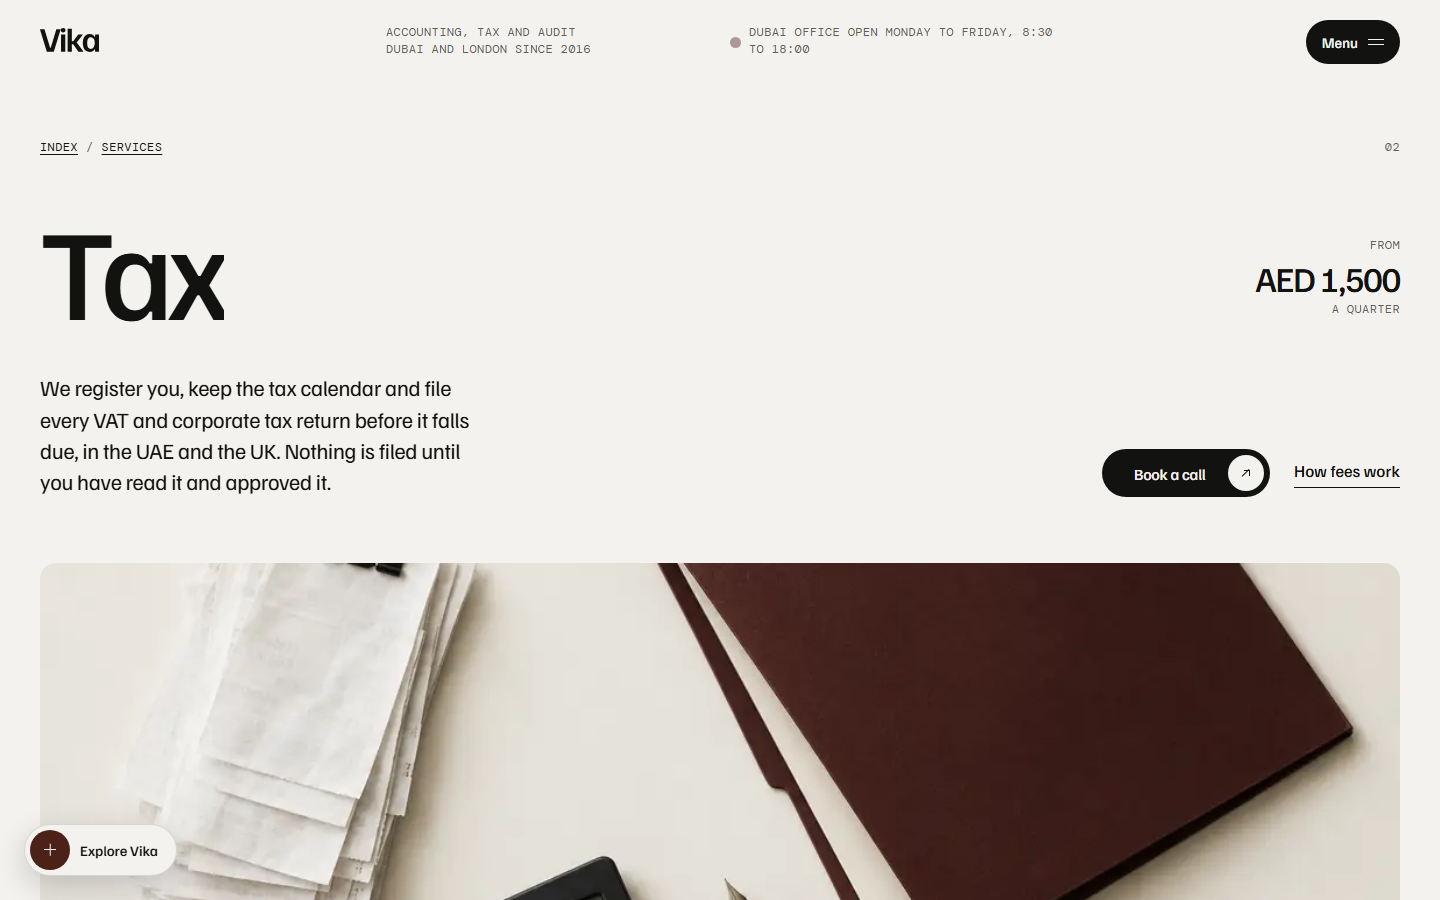 Vika
ACCOUNTING, TAX AND AUDIT
DUBAI AND LONDON SINCE 2016
DUBAI OFFICE OPEN MONDAY TO FRIDAY, 8:30
TO 18:00
Menu
INDEX / SERVICES
02
Tax
FROM
AED 1,500
A QUARTER
We register you, keep the tax calendar and file
every VAT and corporate tax return before it falls
due, in the UAE and the UK. Nothing is filed until
you have read it and approved it.
Book a call
How fees work
Explore Vika